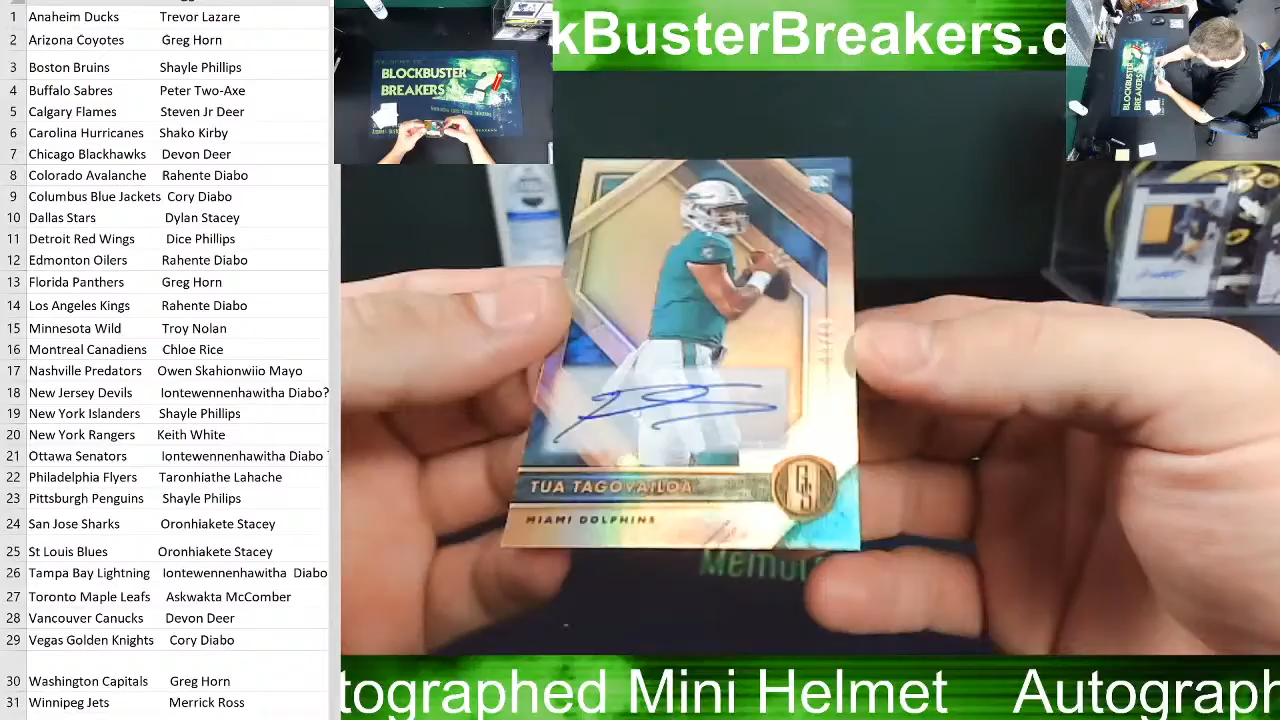 1 Anaheim Ducks Trevor Lazare
2 Arizona Coyotes Greg Horn
Boston Bruins Shayle Phillips
4 Buffalo Sabres Peter Two-Axe
Calgary Flames Steven Jr Deer
6 Carolina Hurricanes Shako Kirby
7 Chicago Blackhawks Devon Deer
8 Colorado Avalanche Rahente Diabo
Columbus Blue Jackets Cory Diabo
10 Dallas Stars Dylan Stacey
11 Detroit Red Wings Dice Phillips
12 Edmonton Oilers Rahente Diabo
13 Florida Panthers Greg Horn
14 Los Angeles Kings Rahente Diabo
15 Minnesota Wild Troy Nolan
16 Montreal Canadiens Chloe Rice
17 Nashville Predators Owen Skahionwiio Mayo
18 New Jersey Devils Iontewennenhawitha Diabo?
19 New York Islanders Shayle Phillips
20 New York Rangers Keith White
21 Ottawa Senators Iontewennenhawitha Diabo
22 Philadelphia Flyers Taronhiathe Lahache
23 Pittsburgh Penguins Shayle Philips
24 San Jose Sharks Oronhiakete Stacey
25 St Louis Blues Oronhiakete Stacey
26 Tampa Bay Lightning Iontewennenhawitha Diabo
27 Toronto Maple Leafs Askwakta McComber
28 Vancouver Canucks Devon Deer
29 Vegas Golden Knights Cory Diabo
30 Washington Capitals Greg Horn
31 Winnipeg Jets Merrick Ross
BLOCKBUSTER
BREAKERS
kBusterBreakers.c
BLOCKBUSTER
BREAKERS
RC
TUA TAGOVAILOA
GS
MIAMI DOLPHINS
Memor
tographed Mini Helmet Autograph